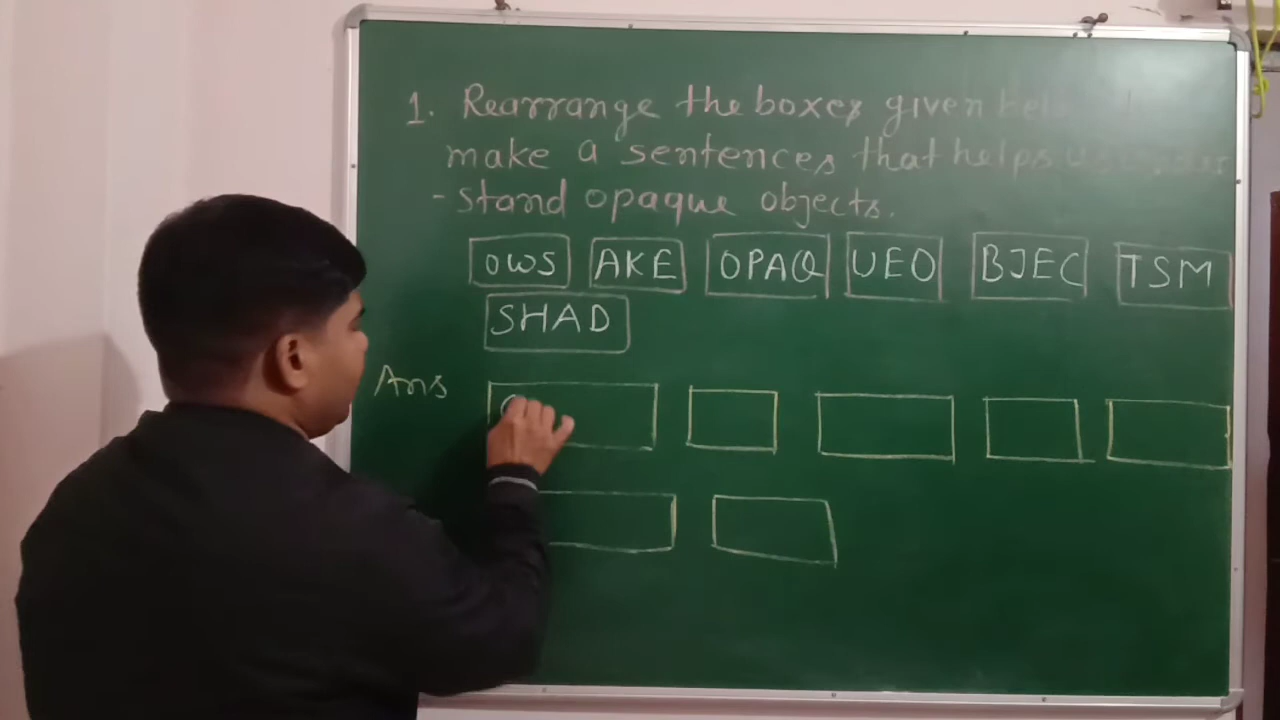 1. Rearrange the boxes given
make a sentences that helps
- stand opaque objects.
OWS AKE OPAQ UEO BJEC TSM
SHAD
Ans